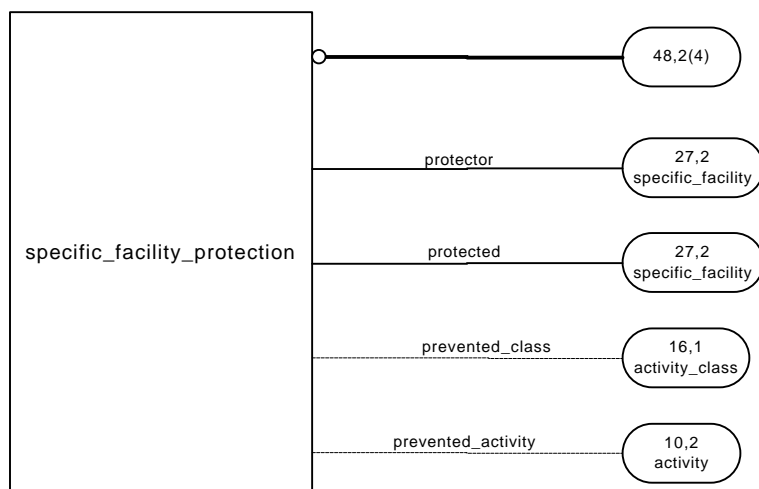 48,2(4)
protector
27,2
specific_facility
specific_facility_protection
protected
27,2
specific_facility
prevented_class
16,1
activity_class
prevented_activity
10,2
activity